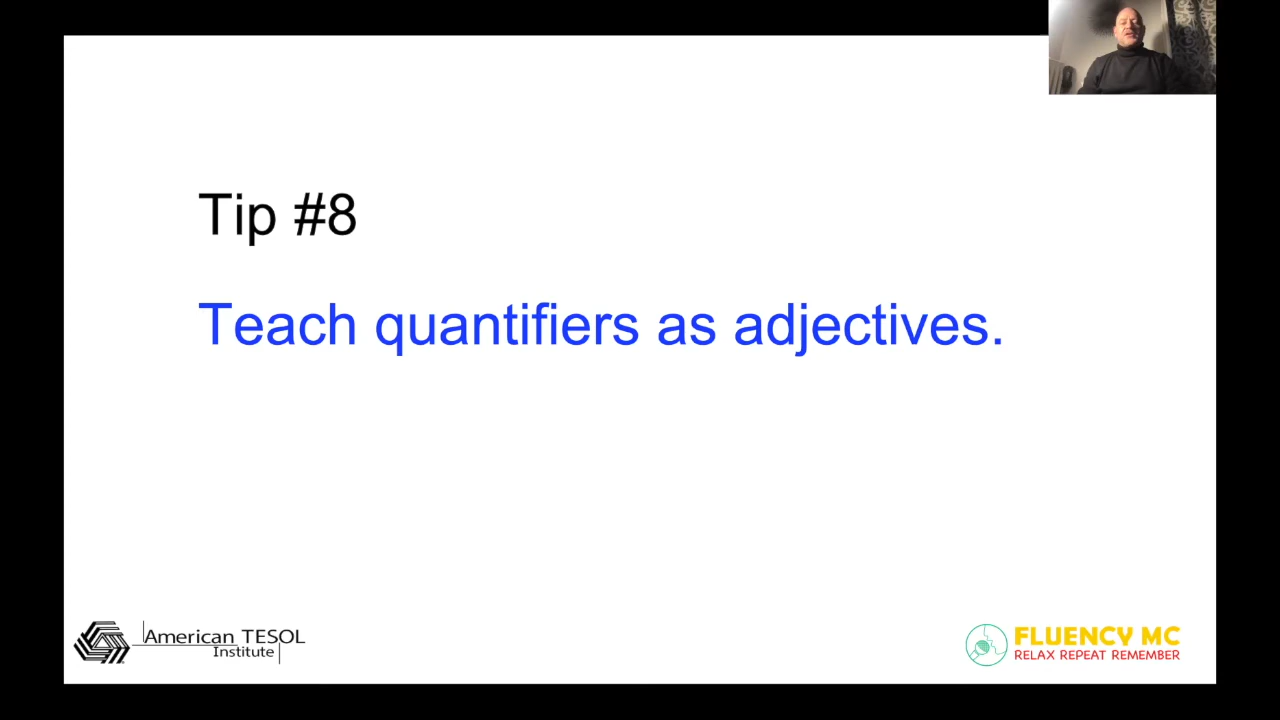 Tip #8
Teach quantifiers as adjectives.
American TESOL
Institute
FLUENCY MC
RELAX REPEAT REMEMBER